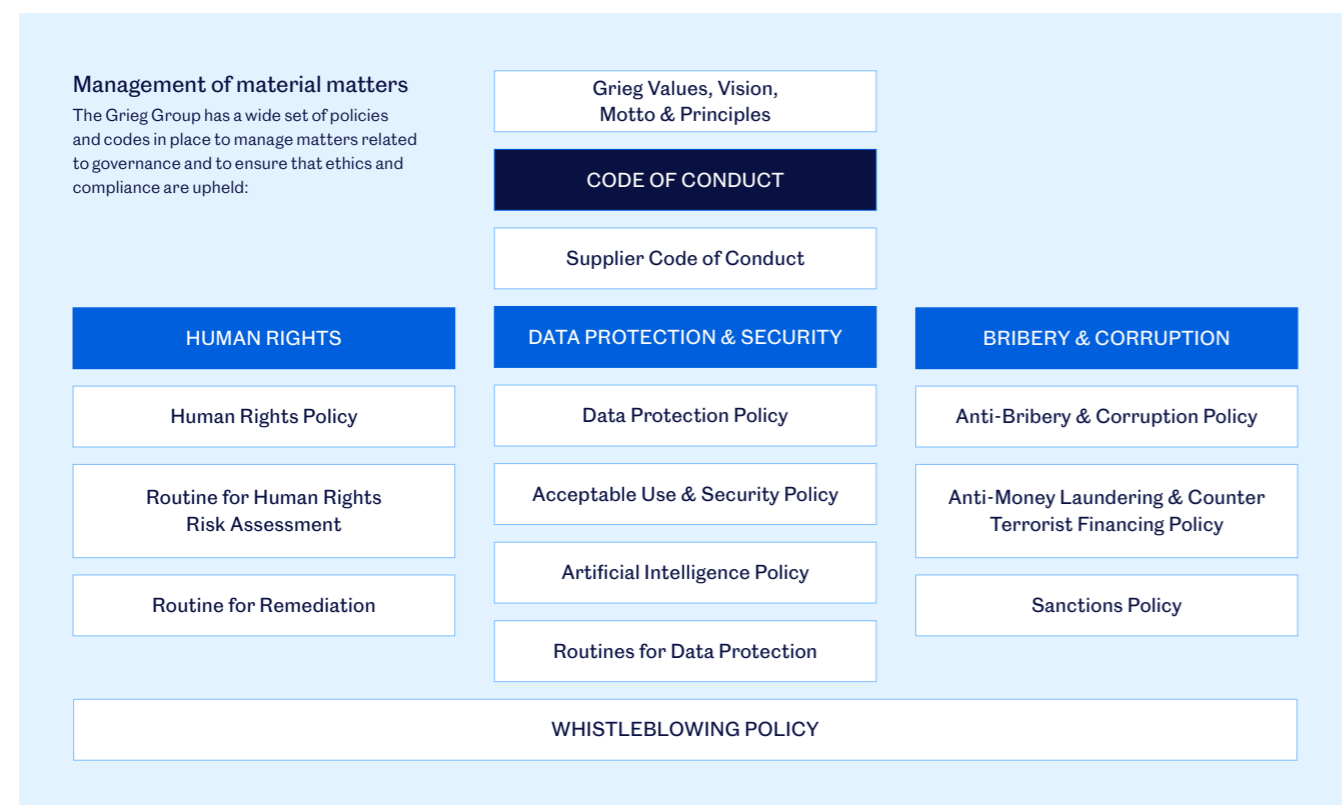 Management of material matters
The Grieg Group has a wide set of policies
and codes in place to manage matters related
to governance and to ensure that ethics and
compliance are upheld:
Grieg Values, Vision,
Motto & Principles
CODE OF CONDUCT
Supplier Code of Conduct
HUMAN RIGHTS
Human Rights Policy
Routine for Human Rights
Risk Assessment
Routine for Remediation
DATA PROTECTION & SECURITY
Data Protection Policy
Acceptable Use & Security Policy
Artificial Intelligence Policy
Routines for Data Protection
BRIBERY & CORRUPTION
Anti-Bribery & Corruption Policy
Anti-Money Laundering & Counter
Terrorist Financing Policy
Sanctions Policy
WHISTLEBLOWING POLICY